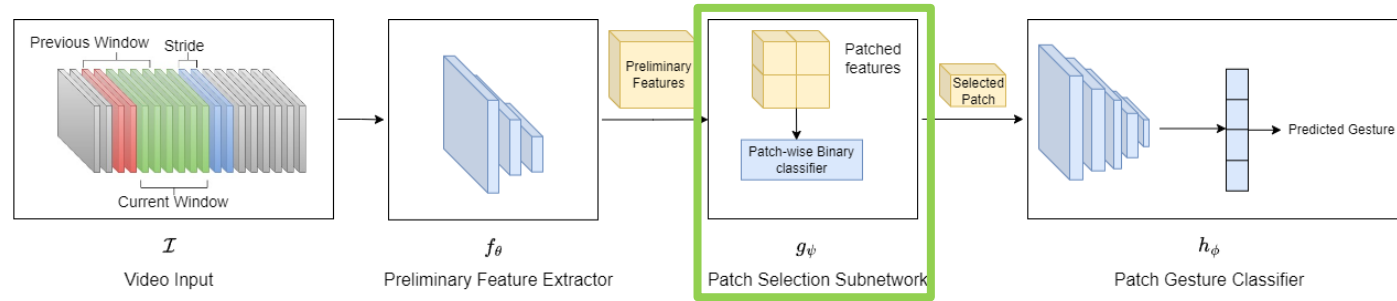 Previous Window
Stride
Current Window
Preliminary
Features
Patched
features
Patch-wise Binary
classifier
Selected
Patch
Predicted Gesture
ℐ
f_θ
g_ψ
h_ϕ
Video Input
Preliminary Feature Extractor
Patch Selection Subnetwork
Patch Gesture Classifier